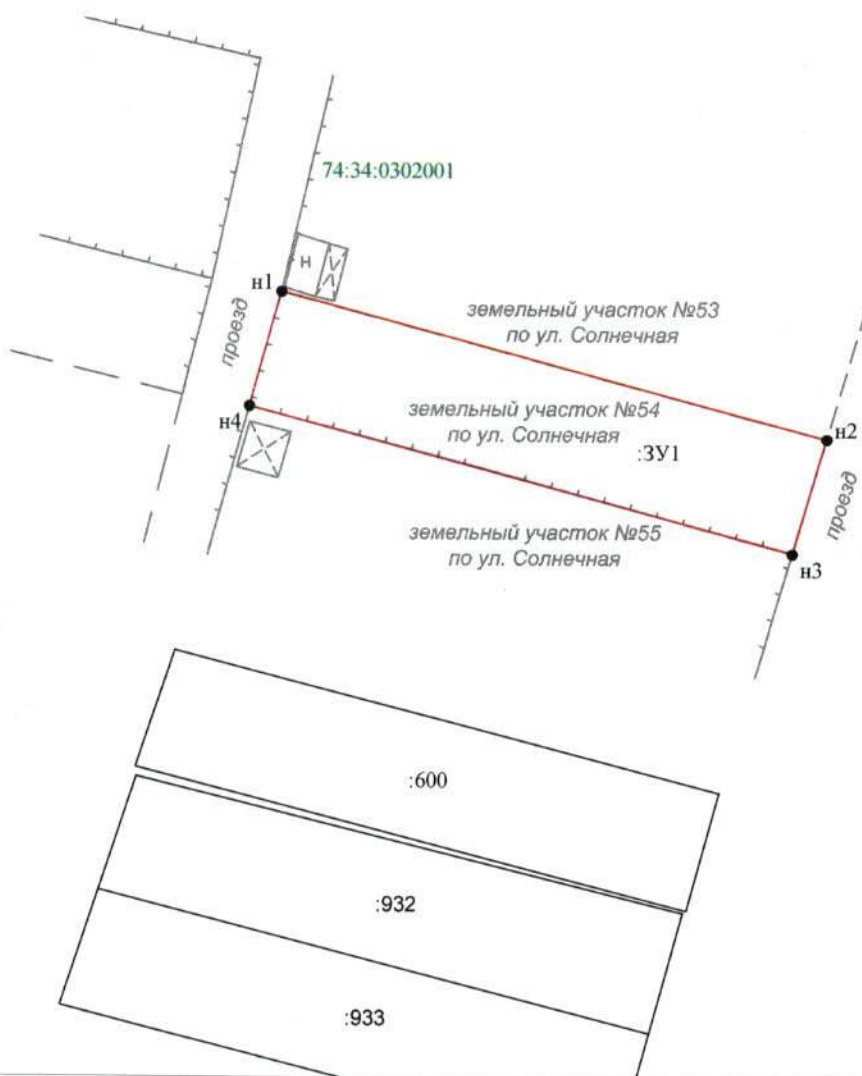 74:34:0302001
н
н1
земельный участок №53
по ул. Солнечная
проезд
н4
земельный участок №54
по ул. Солнечная
:ЗУ1
н2
проезд
земельный участок №55
по ул. Солнечная
н3
:600
:932
:933